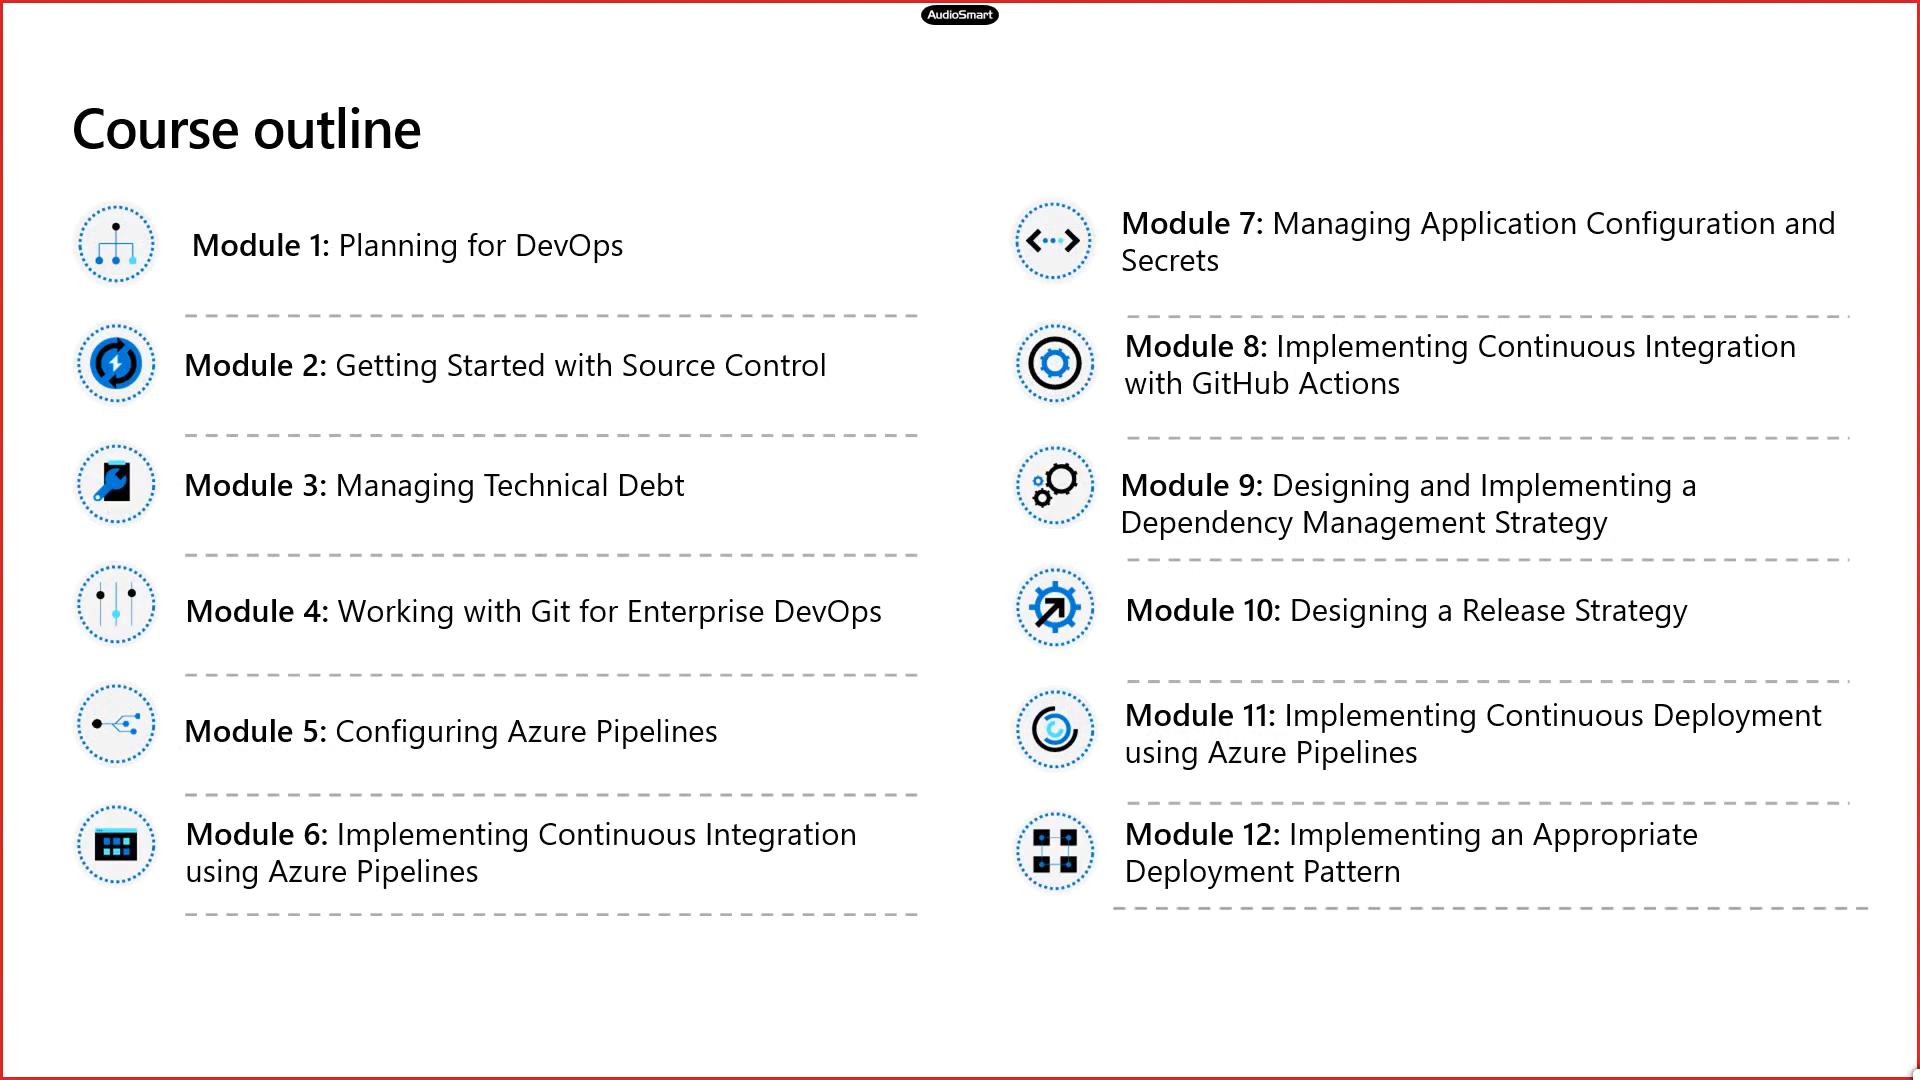 AudioSmart
Course outline
Module 1: Planning for DevOps
Module 2: Getting Started with Source Control
Module 3: Managing Technical Debt
Module 4: Working with Git for Enterprise DevOps
Module 5: Configuring Azure Pipelines
Module 6: Implementing Continuous Integration
using Azure Pipelines
Module 7: Managing Application Configuration and
Secrets
Module 8: Implementing Continuous Integration
with GitHub Actions
Module 9: Designing and Implementing a
Dependency Management Strategy
Module 10: Designing a Release Strategy
Module 11: Implementing Continuous Deployment
using Azure Pipelines
Module 12: Implementing an Appropriate
Deployment Pattern